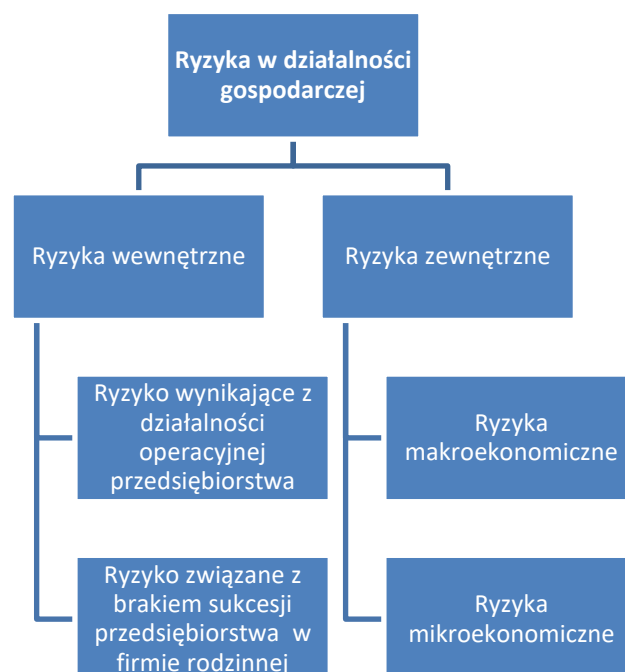 Ryzyka w działalności
gospodarczej
Ryzyka wewnętrzne
Ryzyka zewnętrzne
Ryzyko wynikające z
działalności
operacyjnej
przedsiębiorstwa
Ryzyka
makroekonomiczne
Ryzyko związane z
brakiem sukcesji
przedsiębiorstwa w
firmie rodzinnej
Ryzyka
mikroekonomiczne